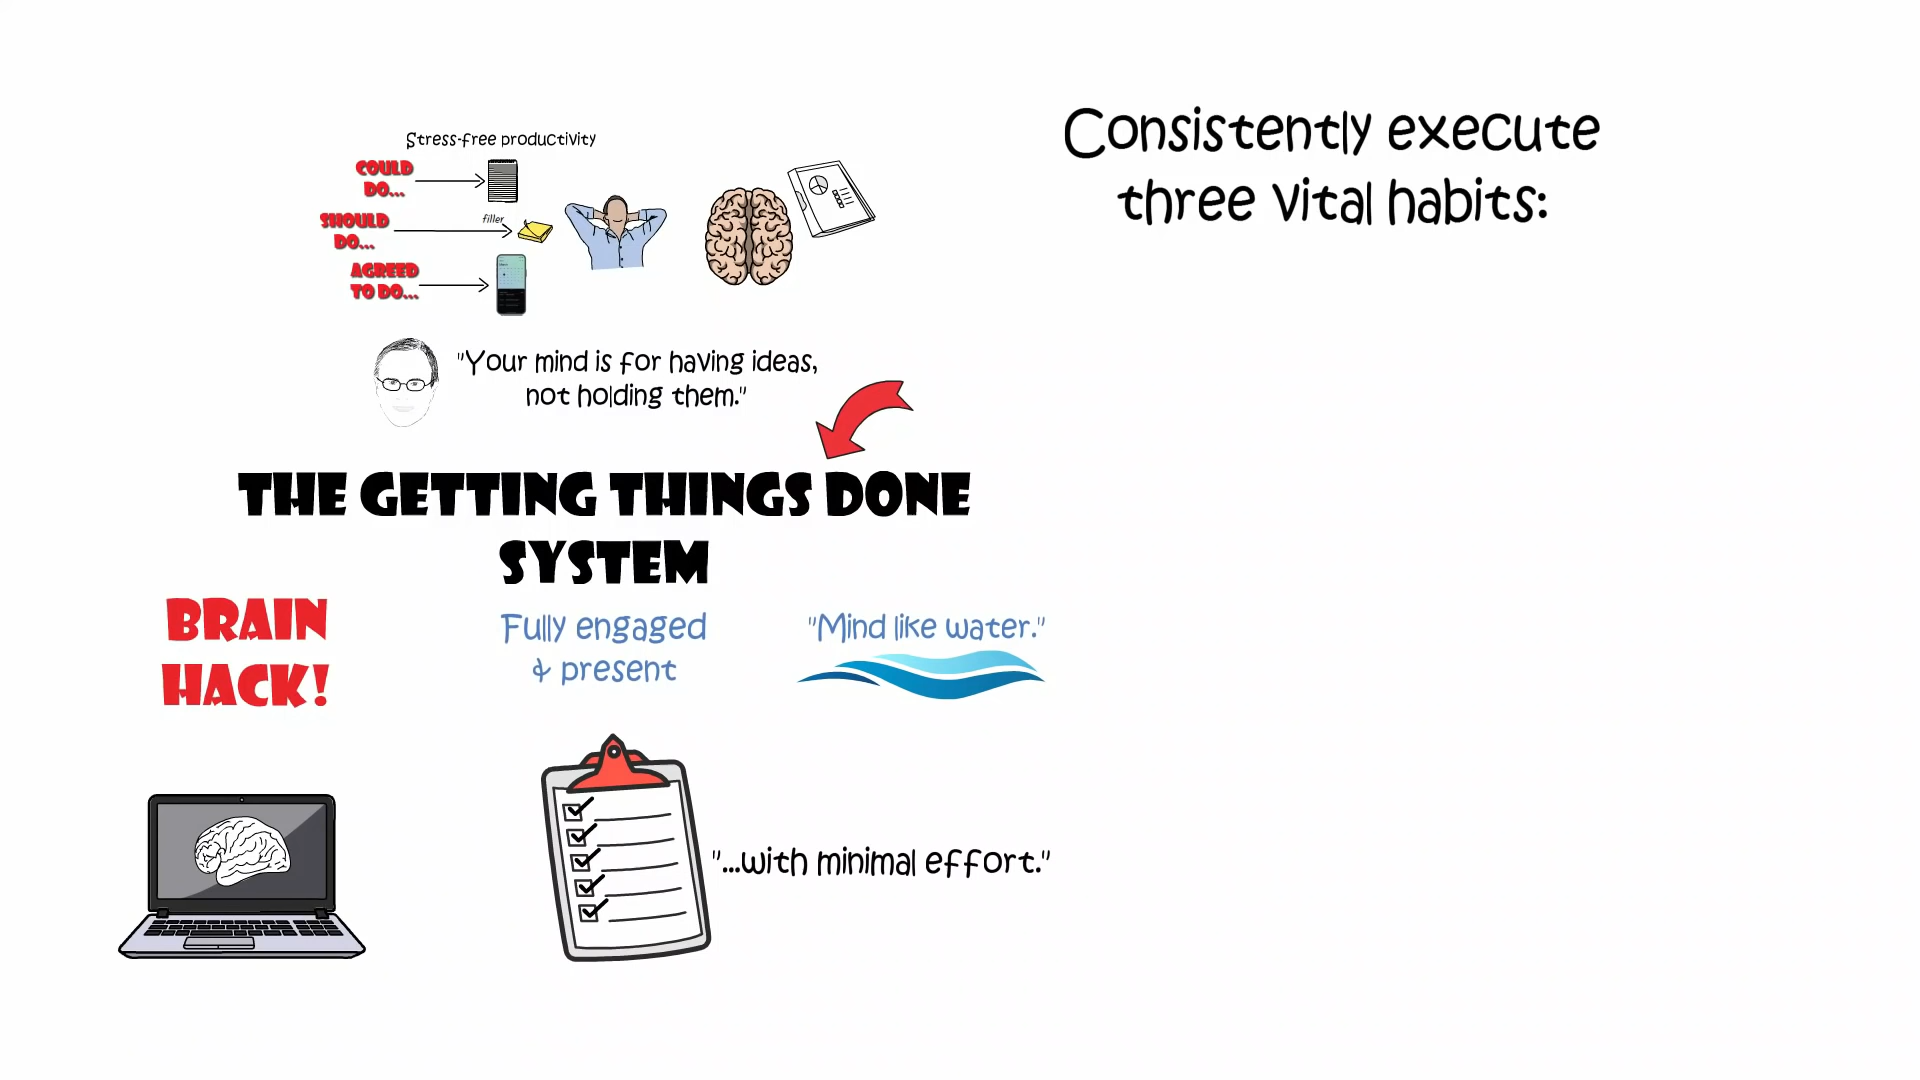 Stress-free productivity
COULD
DO...
SHOULD
DO...
filler
AGREED
TO DO...
"Your mind is for having ideas,
not holding them."
THE GETTING THINGS DONE
SYSTEM
BRAIN
HACK!
Fully engaged
& present
"Mind like water."
"...with minimal effort."
Consistently execute
three vital habits: